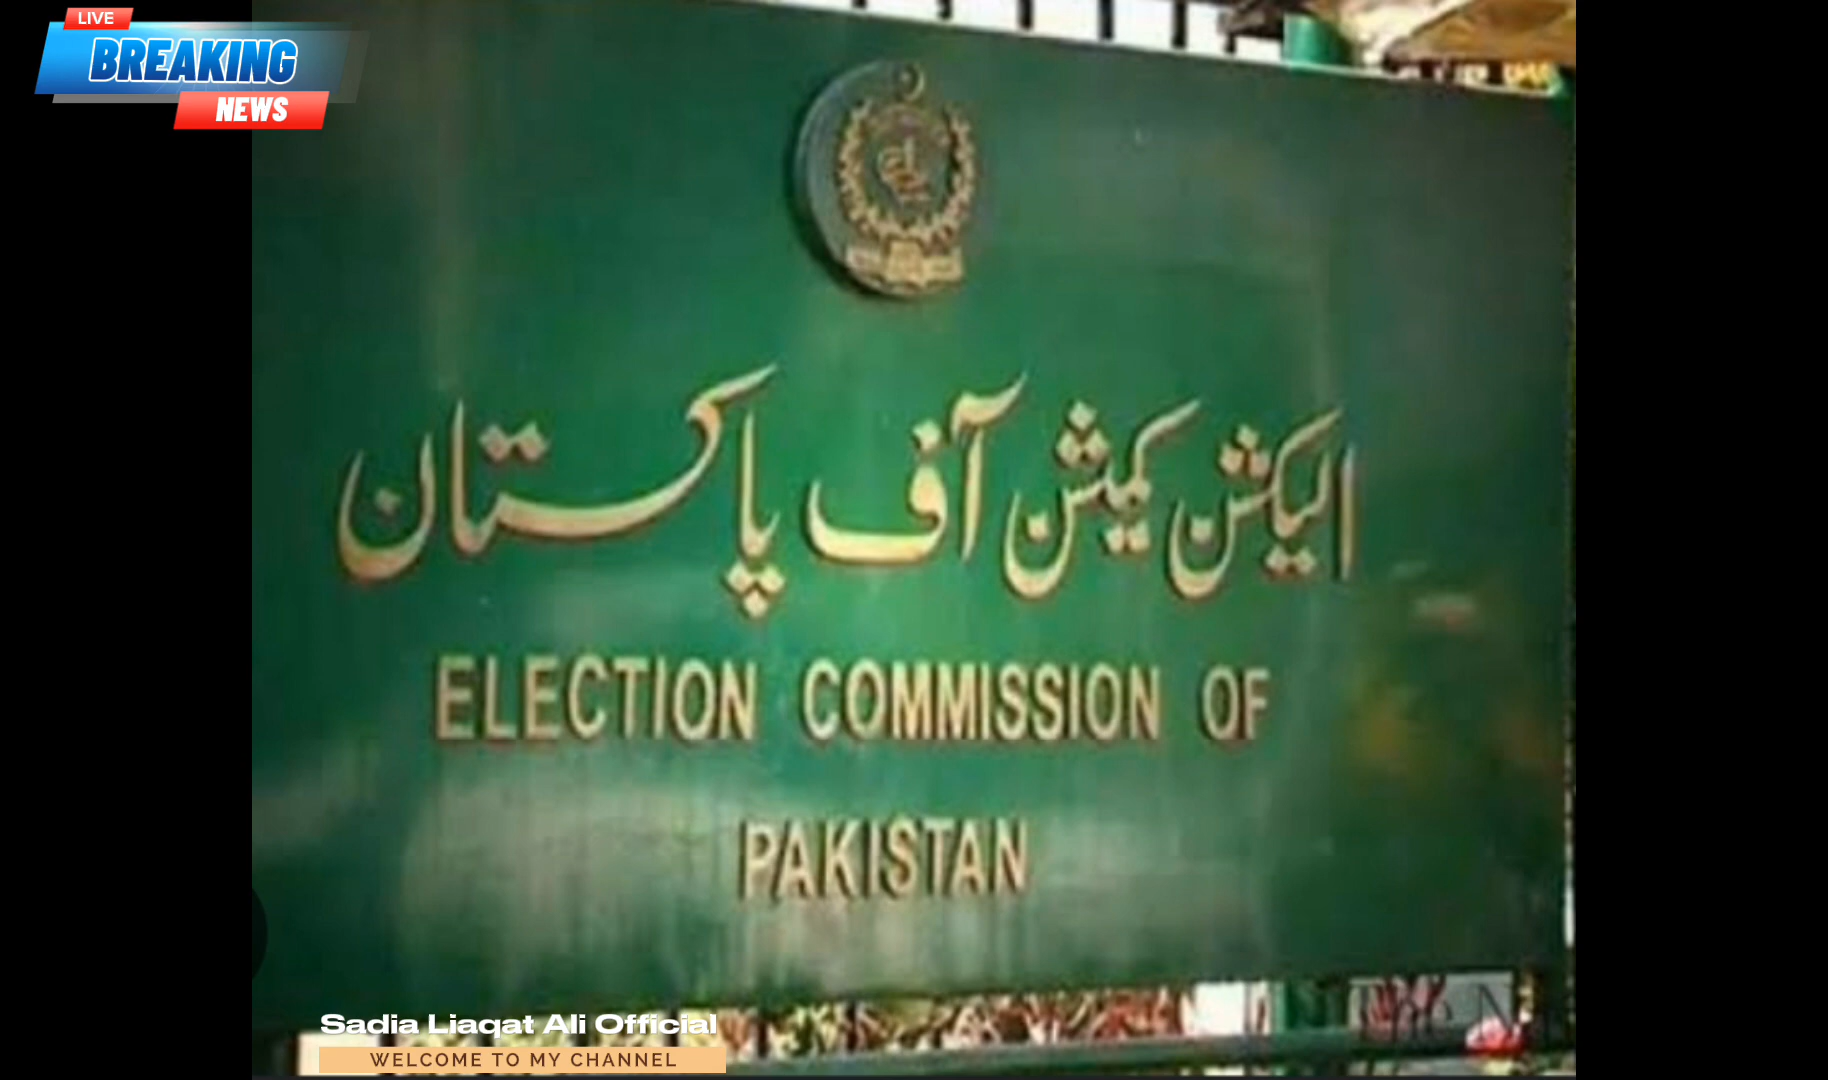 LIVE
BREAKING
NEWS
الیکشن کمیشن آف پاکستان
ELECTION COMMISSION OF
PAKISTAN
Sadia Liaqat Ali Official
WELCOME TO MY CHANNEL